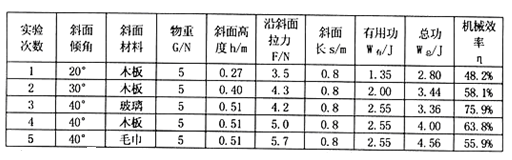 实验次数 斜面倾角 斜面材料 物重G/N 斜面高度h/m 沿斜面拉力F/N 斜面长s/m 有用功W有/J 总功W总/J 机械效率η
1 20° 木板 5 0.27 3.5 0.8 1.35 2.80 48.2%
2 30° 木板 5 0.40 4.3 0.8 2.00 3.44 58.1%
3 40° 玻璃 5 0.51 4.2 0.8 2.55 3.36 75.9%
4 40° 木板 5 0.51 5.0 0.8 2.55 4.00 63.8%
5 40° 毛巾 5 0.51 5.7 0.8 2.55 4.56 55.9%